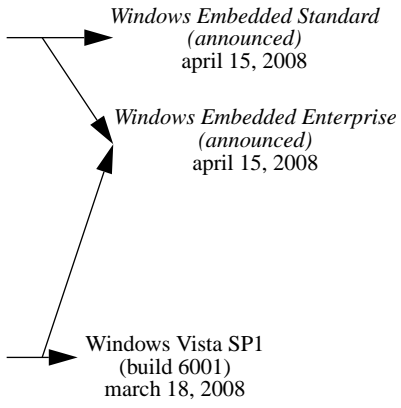 Windows Embedded Standard
(announced)
april 15, 2008
Windows Embedded Enterprise
(announced)
april 15, 2008
Windows Vista SP1
(build 6001)
march 18, 2008